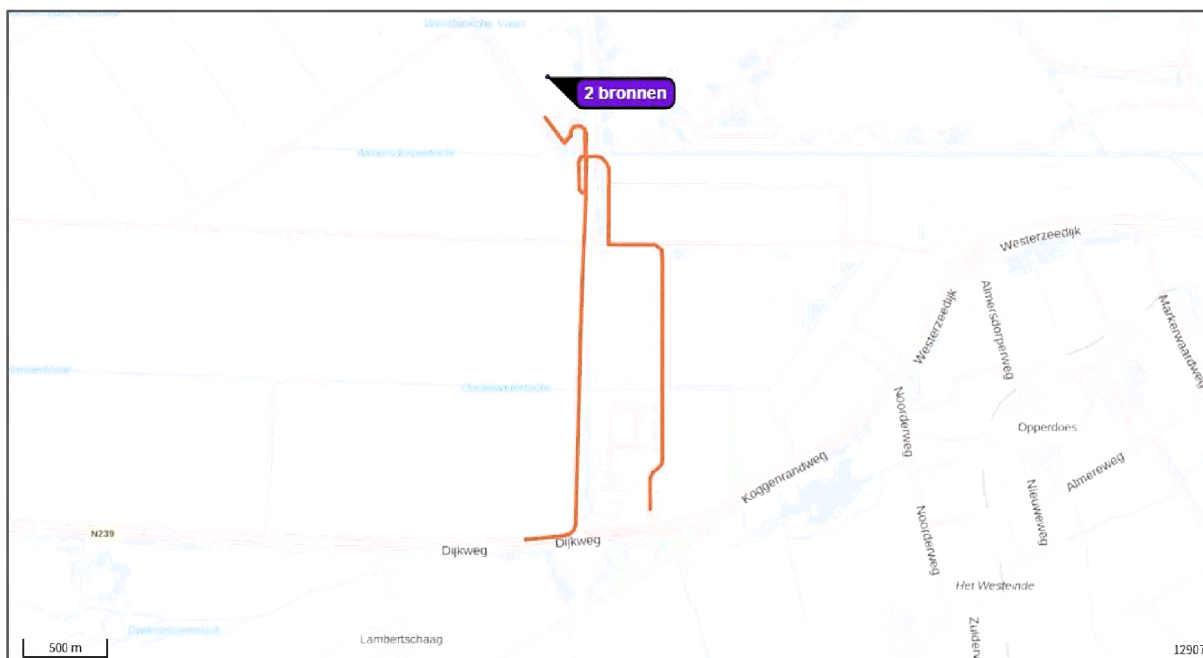 Westfriesche Vaart
2 bronnen
Almersdorpertocht
Westerzeedijk
Almersdorperweg
Westerzeedijk
Markerwaardweg
Noorderweg
Opperdoes
Koggenrandweg
Almereweg
Nieuweweg
N239
Dijkweg
Dijkweg
Noorderweg
Het Westeinde
Lambertschaag
500 m